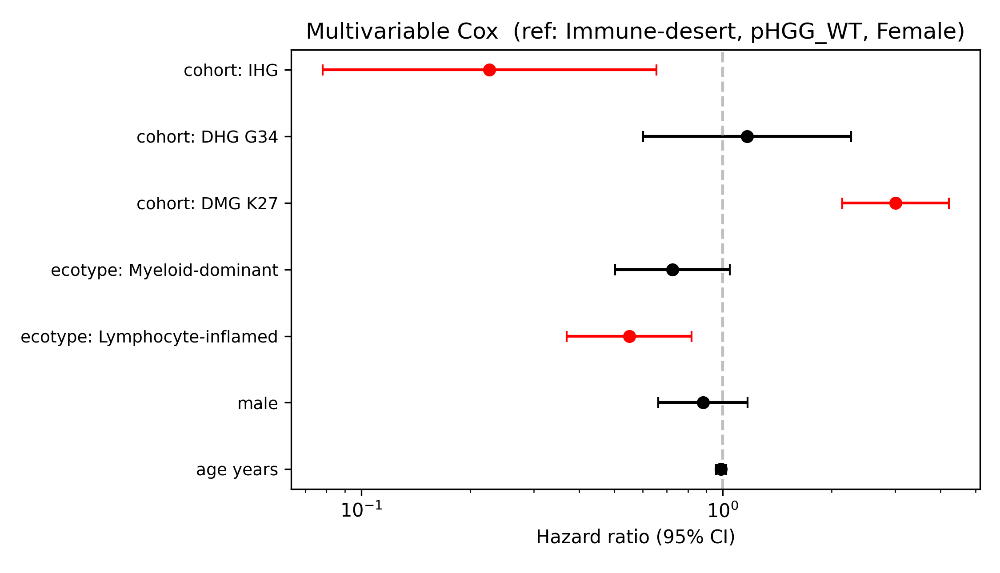 Multivariable Cox  (ref: Immune-desert, pHGG_WT, Female)
cohort: IHG
cohort: DHG G34
cohort: DMG K27
ecotype: Myeloid-dominant
ecotype: Lymphocyte-inflamed
male
age years
10⁻¹ 10⁰
Hazard ratio (95% CI)